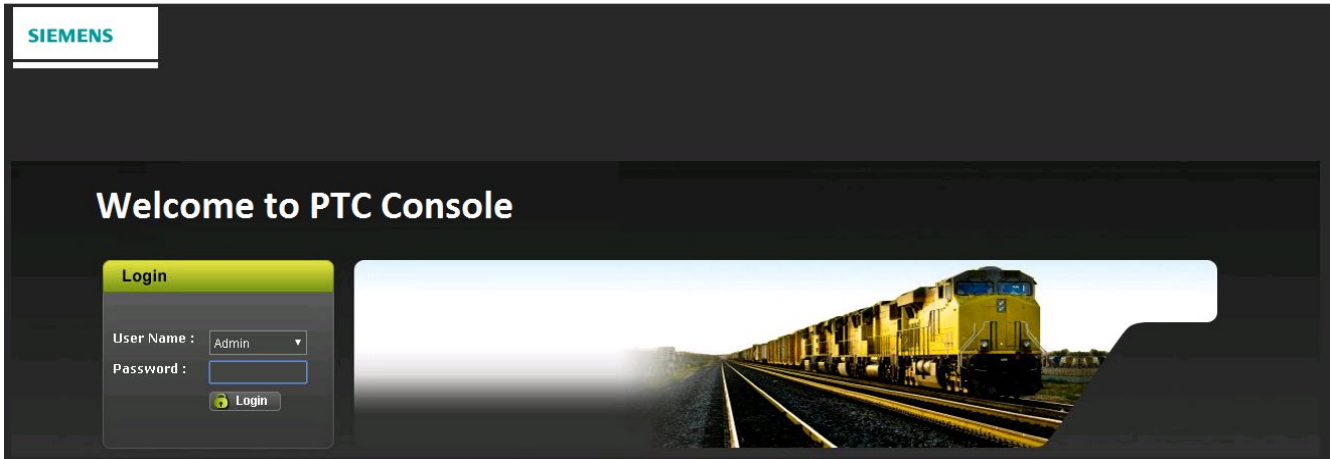 SIEMENS
Welcome to PTC Console
Login
User Name :
Admin
Password :
Login